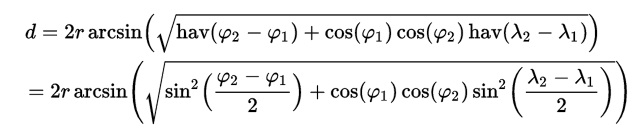 d = 2r arcsin(√(hav(φ₂ − φ₁) + cos(φ₁) cos(φ₂) hav(λ₂ − λ₁)))
= 2r arcsin(√(sin²((φ₂ − φ₁)/2) + cos(φ₁) cos(φ₂) sin²((λ₂ − λ₁)/2)))